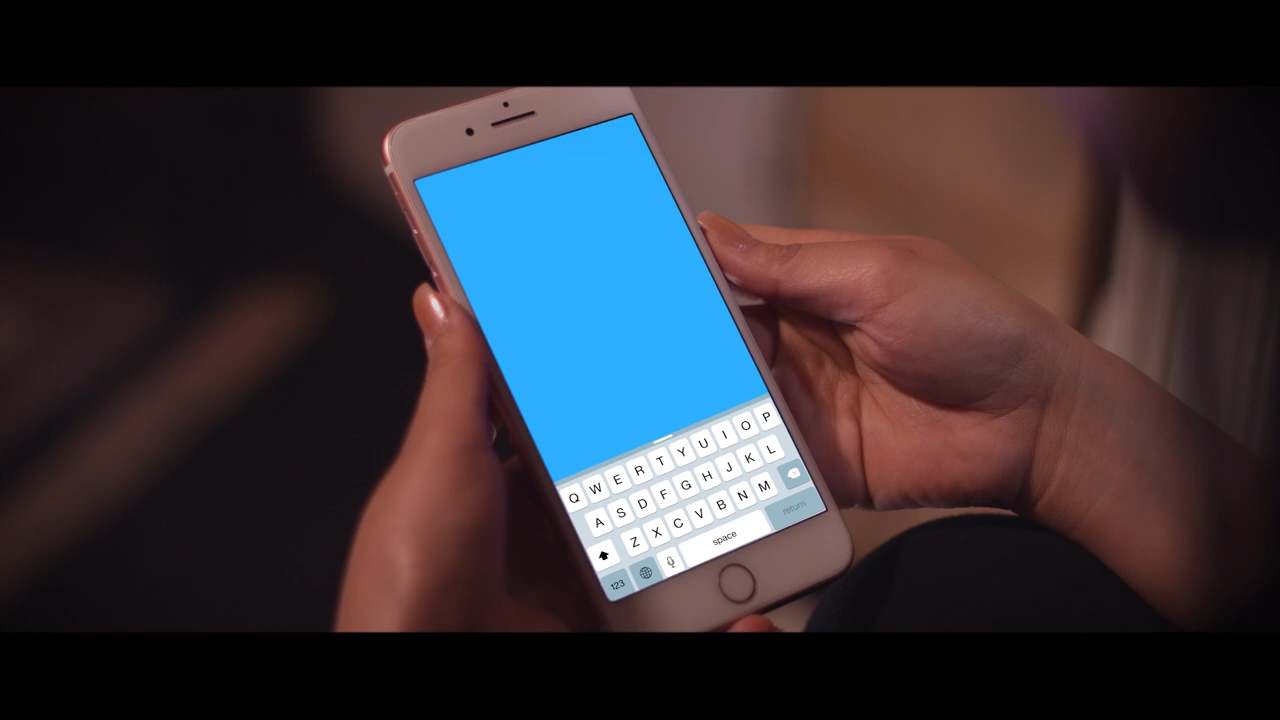 Q W E R T Y U I O P
A S D F G H J K L
Z X C V B N M
123 space return